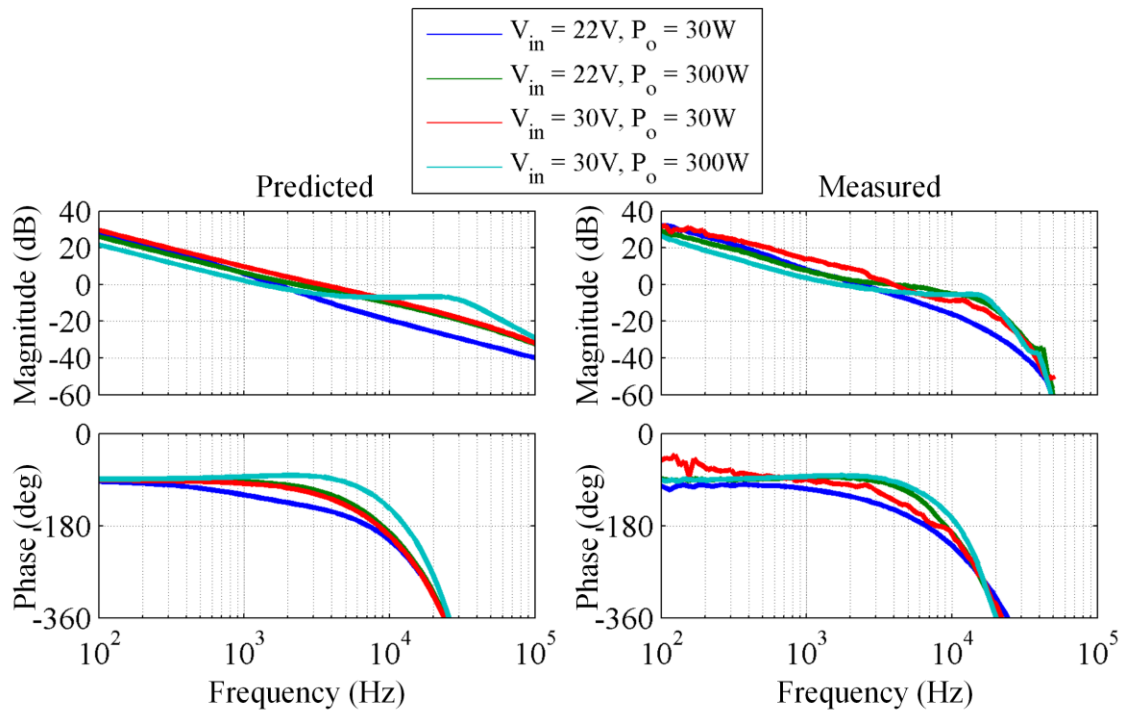 V_in = 22V, P_o = 30W
V_in = 22V, P_o = 300W
V_in = 30V, P_o = 30W
V_in = 30V, P_o = 300W
Predicted
Magnitude (dB)
40
20
0
-20
-40
-60
Phase (deg)
0
-180
-360
10^2
10^3
10^4
10^5
Frequency (Hz)
Measured
Magnitude (dB)
40
20
0
-20
-40
-60
Phase (deg)
0
-180
-360
10^2
10^3
10^4
10^5
Frequency (Hz)